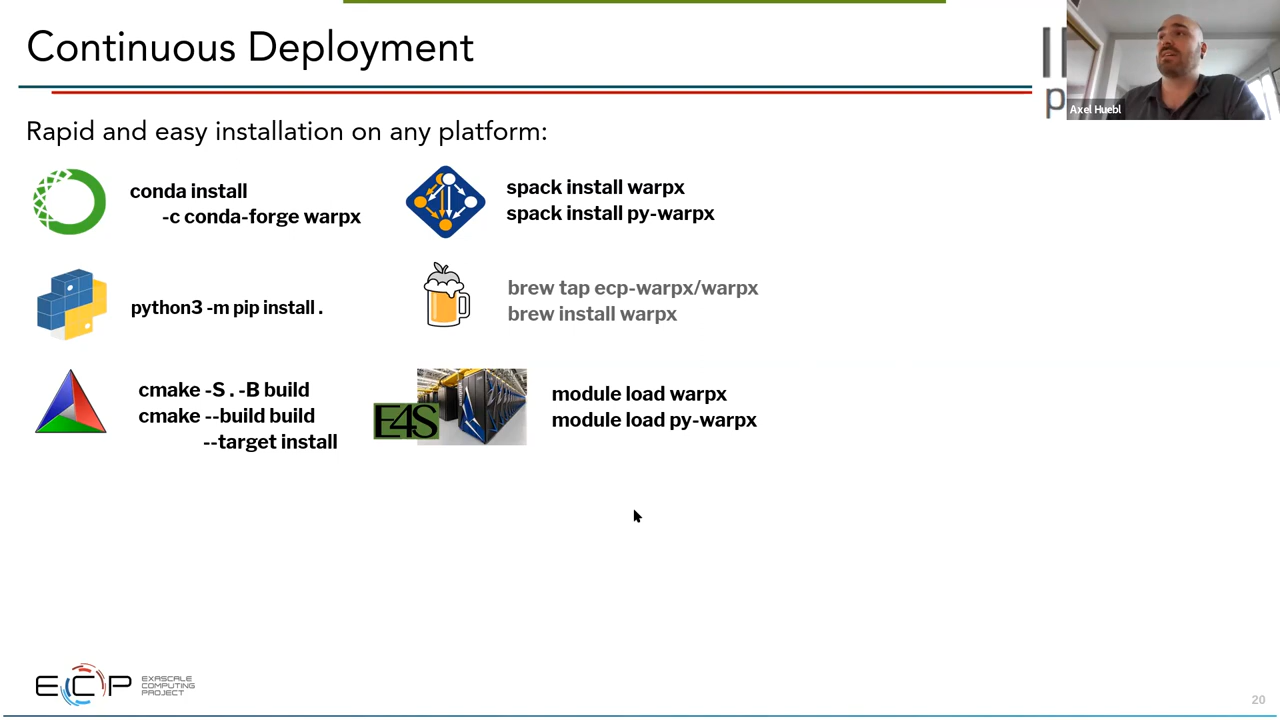 Continuous Deployment
Axel Huebl
Rapid and easy installation on any platform:
conda install
-c conda-forge warpx
spack install warpx
spack install py-warpx
python3 -m pip install .
brew tap ecp-warpx/warpx
brew install warpx
cmake -S . -B build
cmake --build build
--target install
E4S
module load warpx
module load py-warpx
ECP
EXASCALE
COMPUTING
PROJECT
20